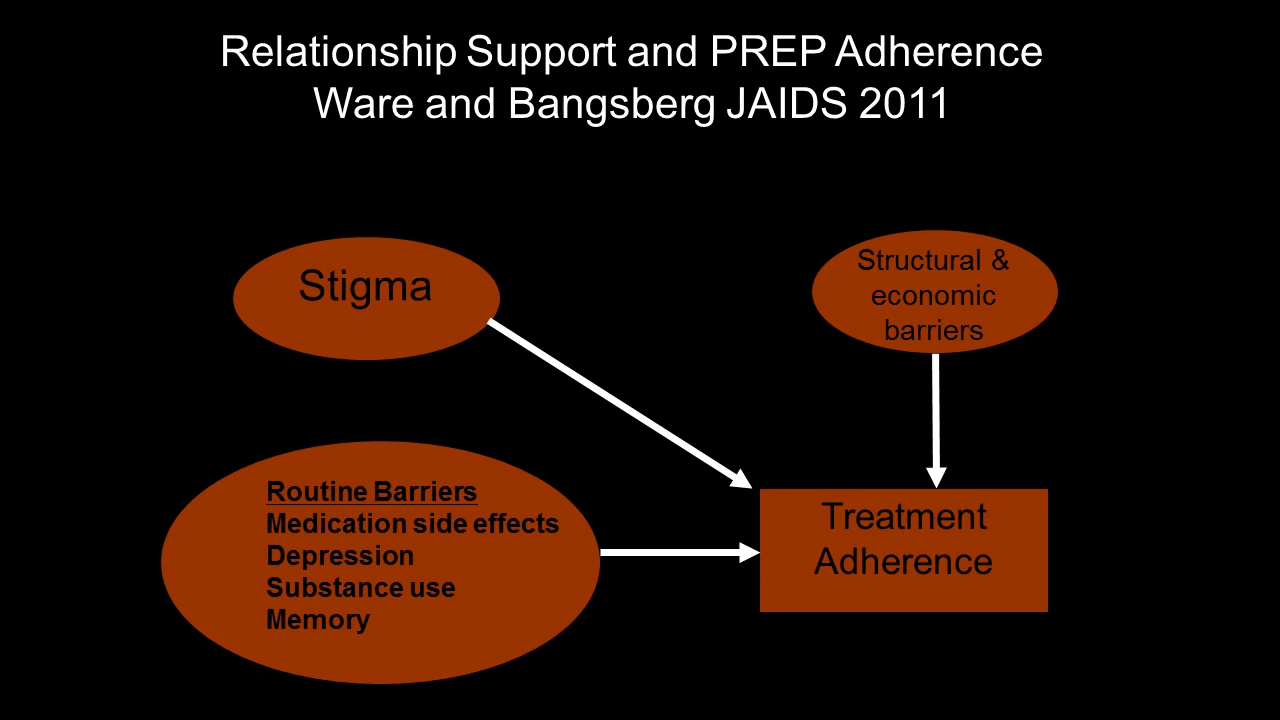 Relationship Support and PREP Adherence
Ware and Bangsberg JAIDS 2011
Stigma
Structural &
economic
barriers
Routine Barriers
Medication side effects
Depression
Substance use
Memory
Treatment
Adherence